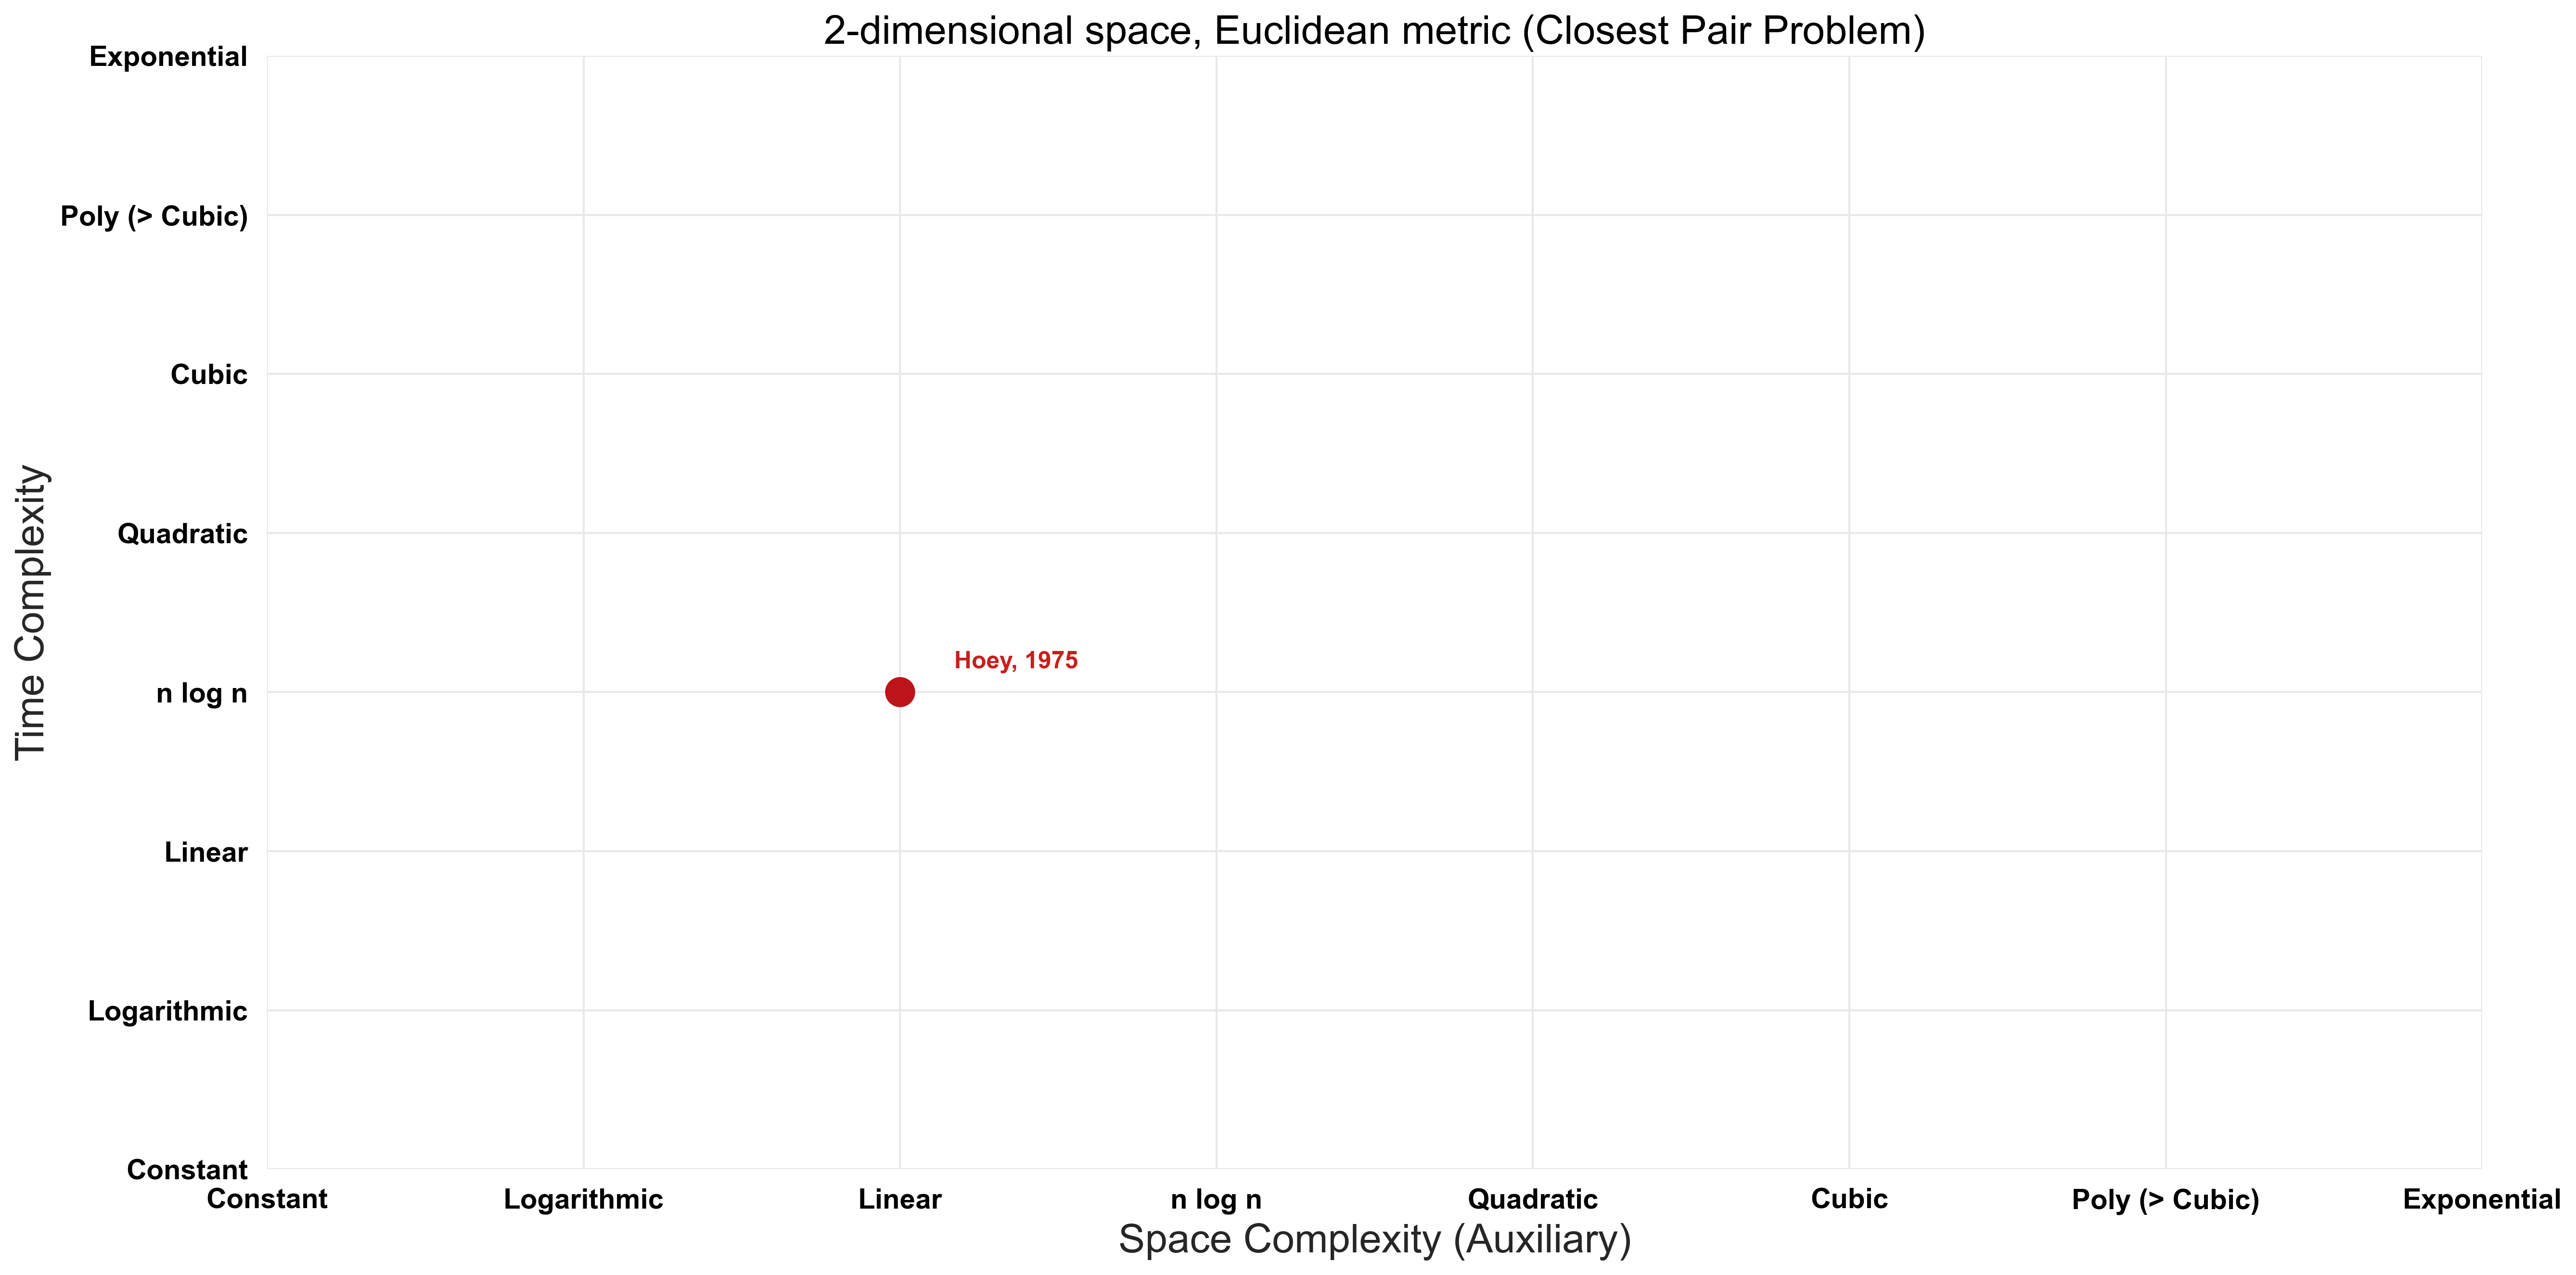 2-dimensional space, Euclidean metric (Closest Pair Problem)
Exponential
Poly (> Cubic)
Cubic
Quadratic
n log n
Linear
Logarithmic
Constant
Time Complexity
Hoey, 1975
Constant Logarithmic Linear n log n Quadratic Cubic Poly (> Cubic) Exponential
Space Complexity (Auxiliary)